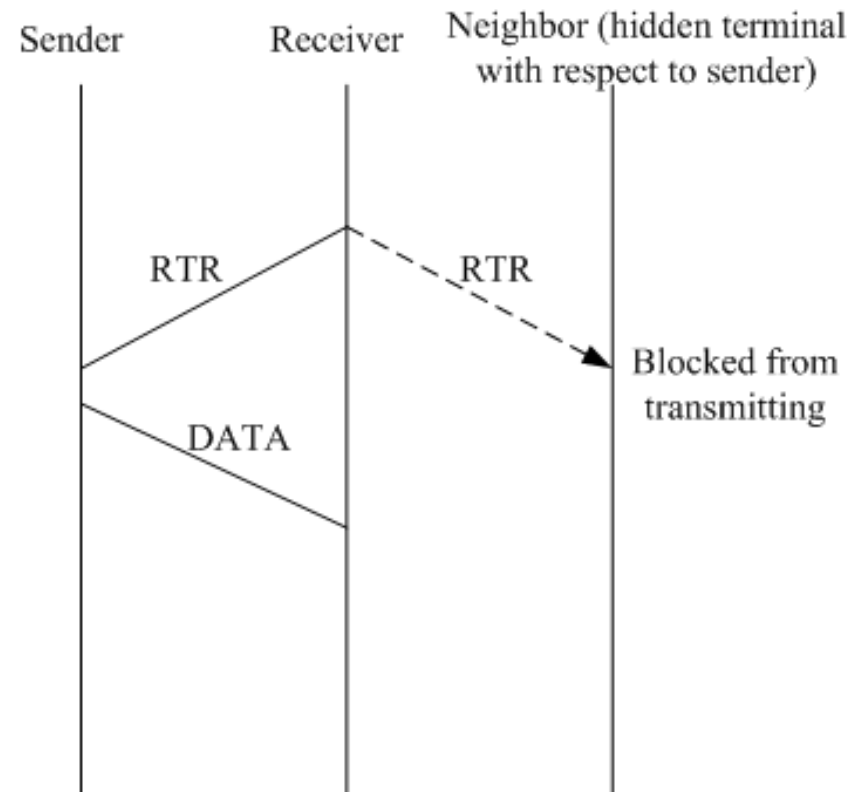 Sender
Receiver
Neighbor (hidden terminal
with respect to sender)
RTR
RTR
Blocked from
transmitting
DATA